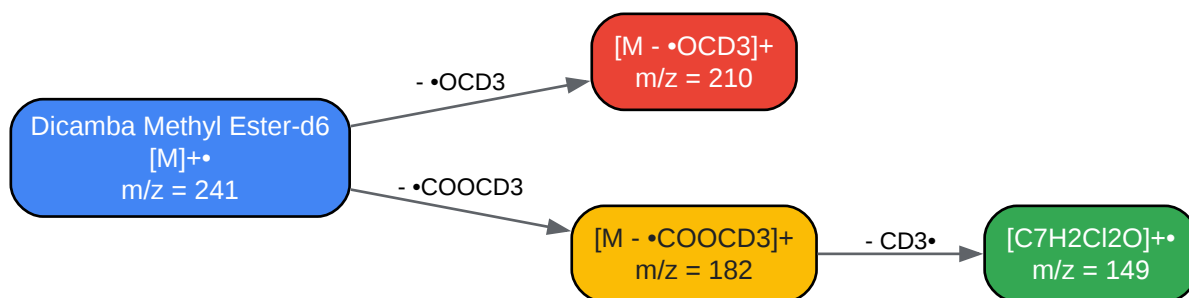 [M - •OCD3]+
m/z = 210
- •OCD3
Dicamba Methyl Ester-d6
[M]+•
m/z = 241
- •COOCD3
[M - •COOCD3]+
m/z = 182
- CD3•
[C7H2Cl2O]+•
m/z = 149